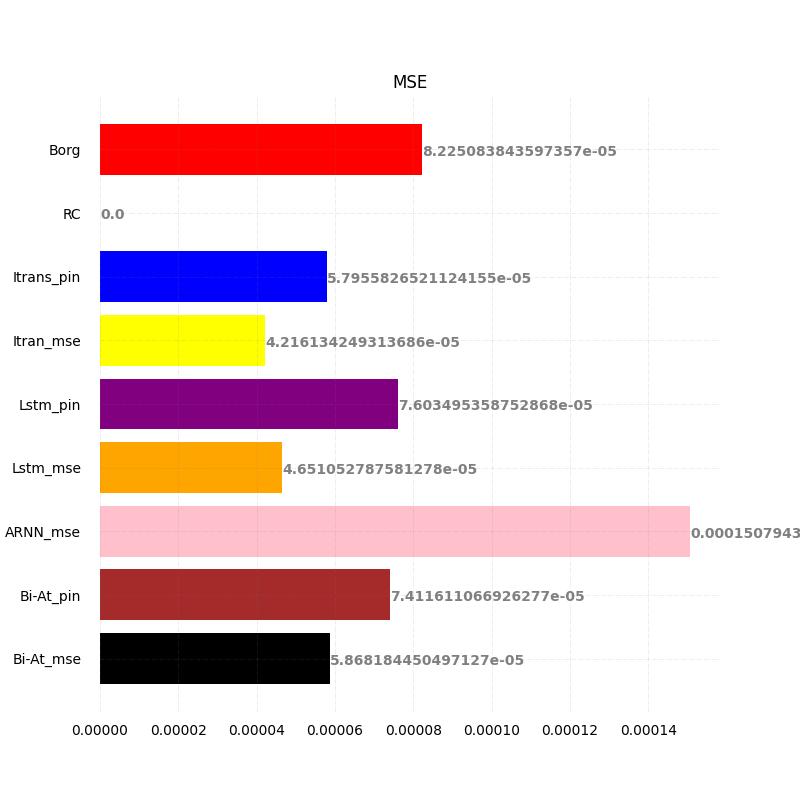 MSE
Borg 8.225083843597357e-05
RC 0.0
Itrans_pin 5.7955826521124155e-05
Itran_mse 4.216134249313686e-05
Lstm_pin 7.603495358752868e-05
Lstm_mse 4.651052787581278e-05
ARNN_mse 0.0001507943
Bi-At_pin 7.411611066926277e-05
Bi-At_mse 5.868184450497127e-05
0.00000 0.00002 0.00004 0.00006 0.00008 0.00010 0.00012 0.00014